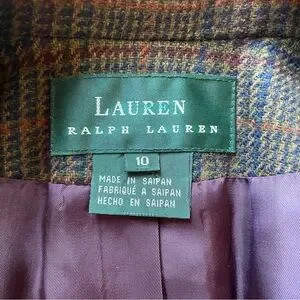 LAUREN
RALPH LAUREN
10
MADE IN SAIPAN
FABRIQUÉ A SAIPAN
HECHO EN SAIPAN